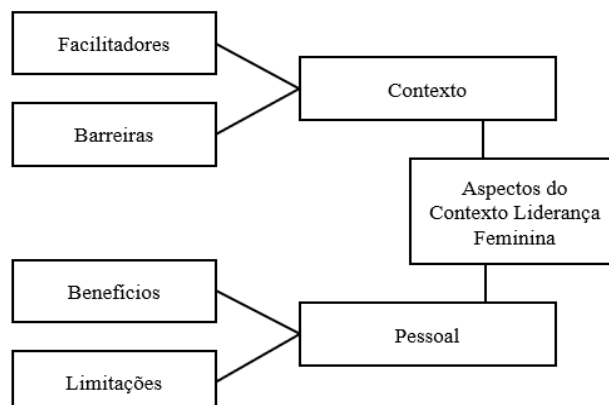 Facilitadores
Barreiras
Contexto
Aspectos do
Contexto Liderança
Feminina
Benefícios
Limitações
Pessoal